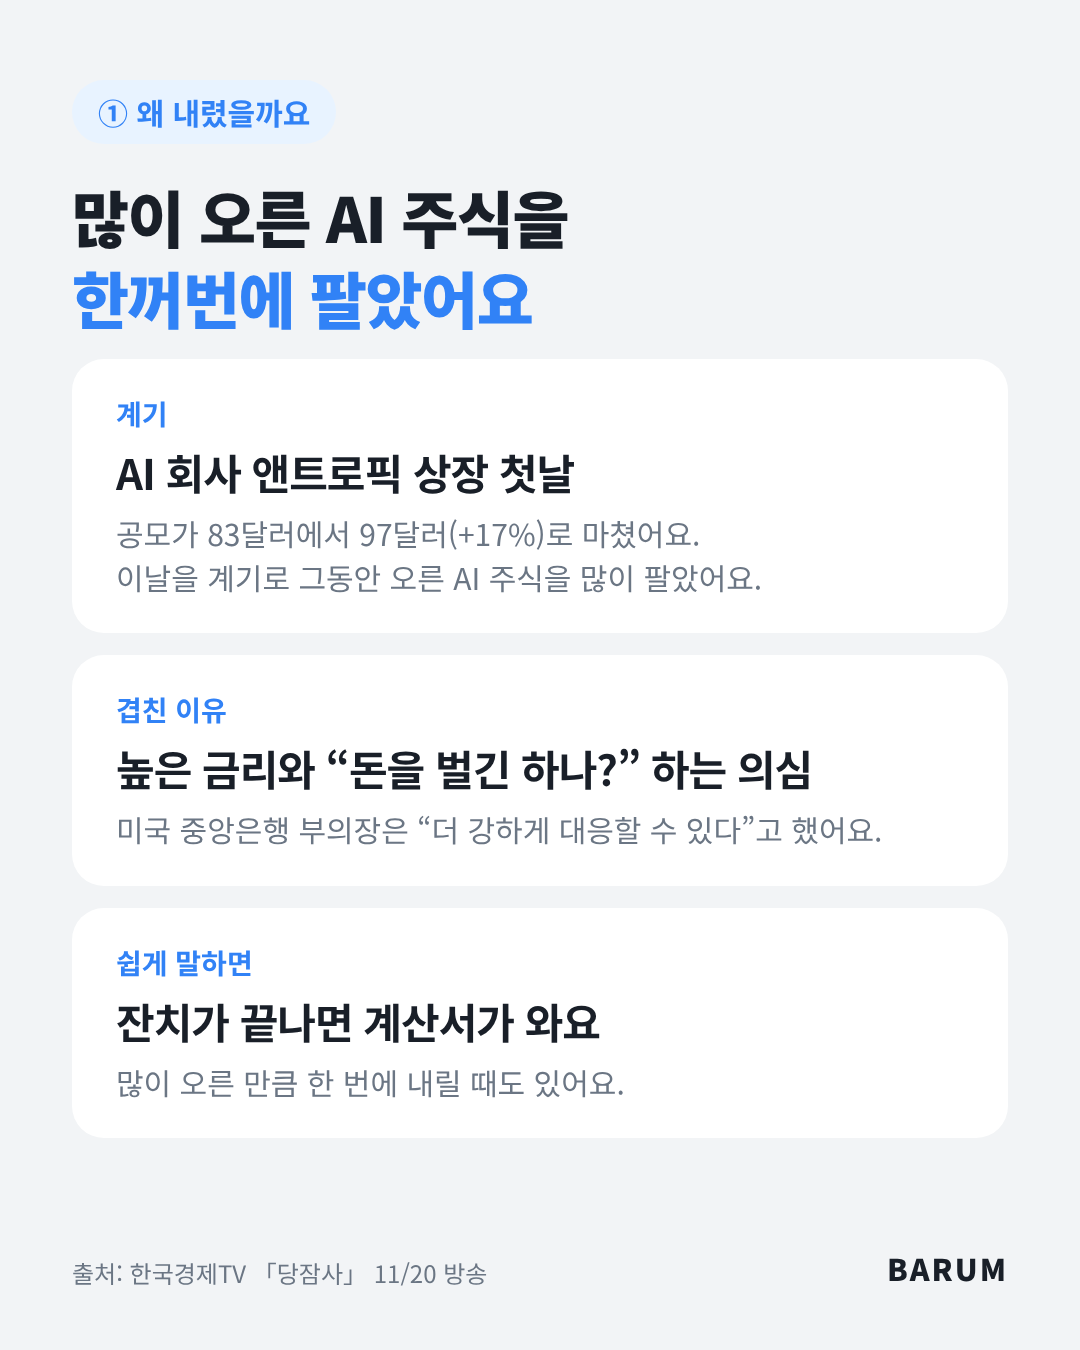 ① 왜 내렸을까요
많이 오른 AI 주식을
한꺼번에 팔았어요
계기
AI 회사 앤트로픽 상장 첫날
공모가 83달러에서 97달러(+17%)로 마쳤어요.
이날을 계기로 그동안 오른 AI 주식을 많이 팔았어요.
겹친 이유
높은 금리와 “돈을 벌긴 하나?” 하는 의심
미국 중앙은행 부의장은 “더 강하게 대응할 수 있다”고 했어요.
쉽게 말하면
잔치가 끝나면 계산서가 와요
많이 오른 만큼 한 번에 내릴 때도 있어요.
출처: 한국경제TV 「당잠사」 11/20 방송
BARUM